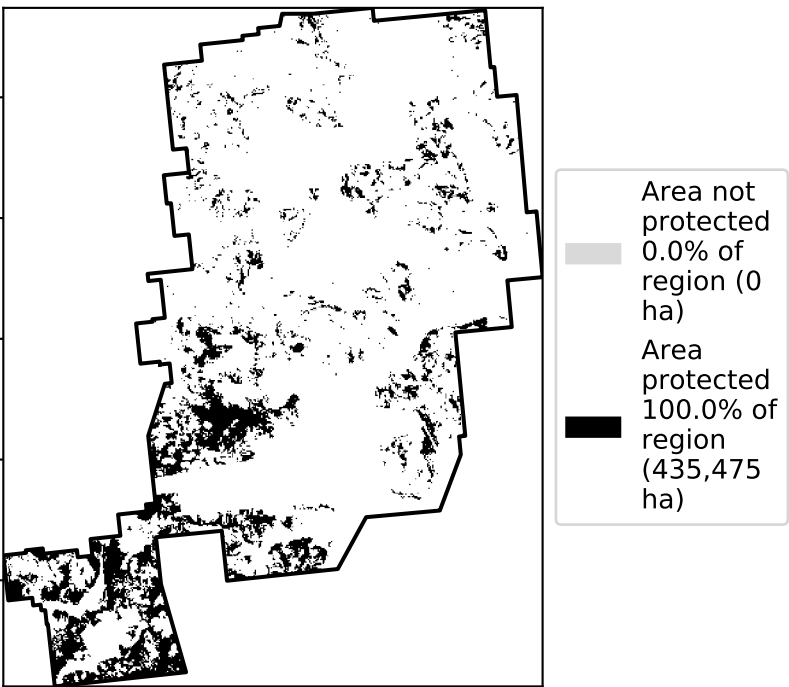 Area not
protected
0.0% of
region (0
ha)
Area
protected
100.0% of
region
(435,475
ha)